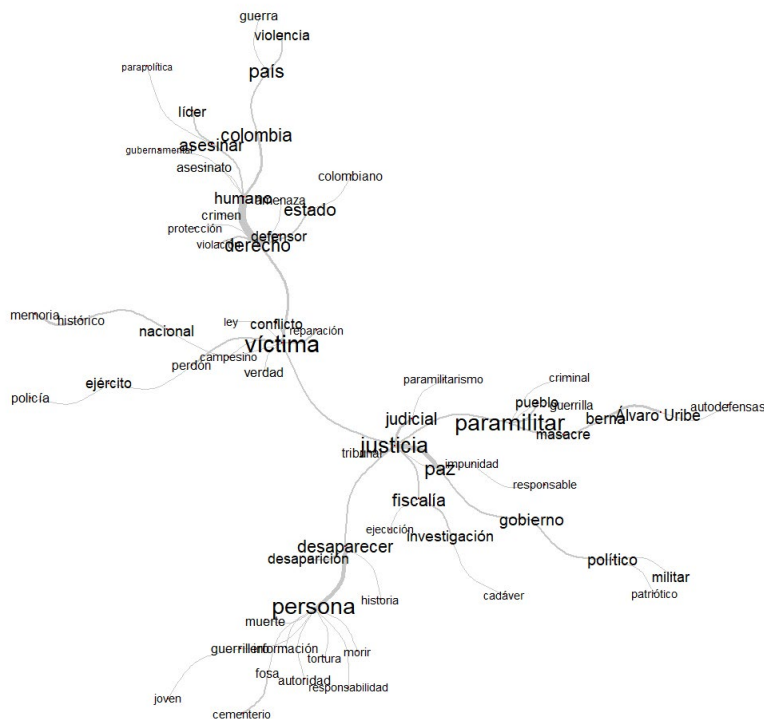 guerra
violencia
parapolítica
país
líder
colombia
asesinar
gubernamental
asesinato
colombiano
humano
amenaza
crimen
estado
protección
defensor
violación
derecho
memoria
histórico
nacional
ley
conflicto
reparación
víctima
campesino
perdón
verdad
policía
ejército
paramilitarismo
criminal
pueblo
guerrilla
judicial
paramilitar
berna
Álvaro Uribe
autodefensas
masacre
justicia
tribunal
paz
impunidad
responsable
fiscalía
gobierno
ejecución
investigación
desaparecer
desaparición
político
militar
patriótico
cadáver
historia
persona
muerte
guerrillero
información
morir
tortura
fosa
autoridad
responsabilidad
joven
cementerio